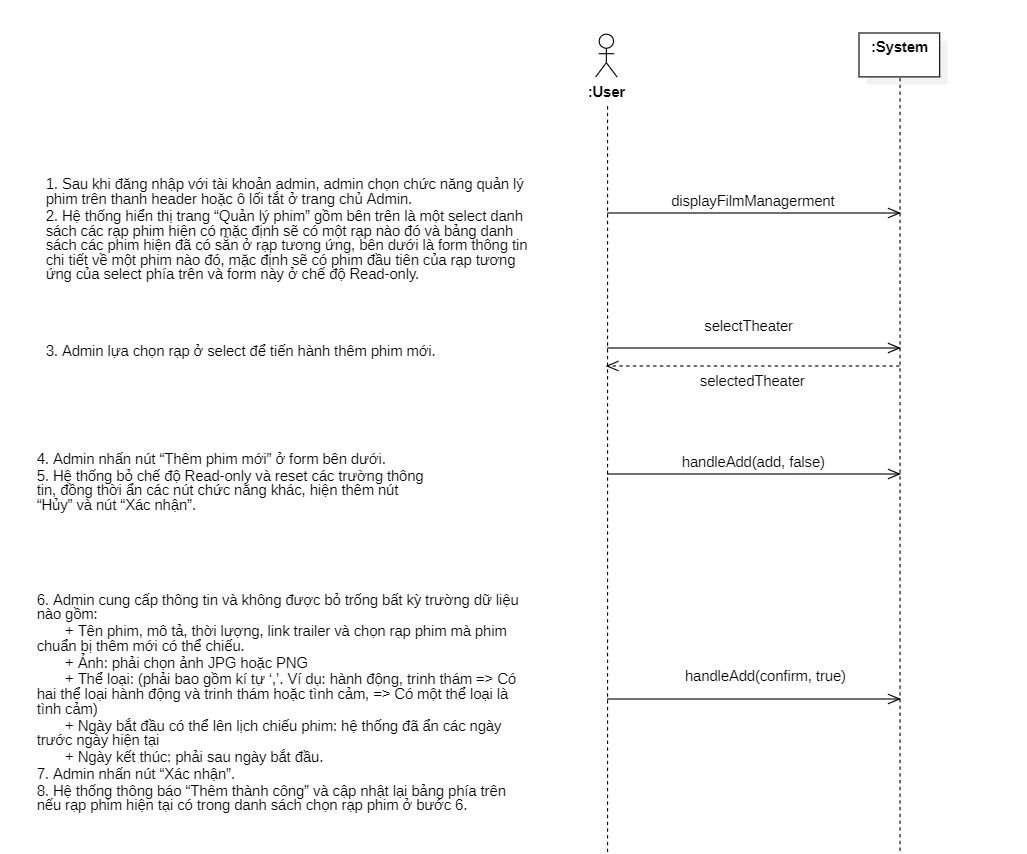 :User
:System
1. Sau khi đăng nhập với tài khoản admin, admin chọn chức năng quản lý
phim trên thanh header hoặc ô lối tắt ở trang chủ Admin.
2. Hệ thống hiển thị trang “Quản lý phim” gồm bên trên là một select danh
sách các rạp phim hiện có mặc định sẽ có một rạp nào đó và bảng danh
sách các phim hiện đã có sẵn ở rạp tương ứng, bên dưới là form thông tin
chi tiết về một phim nào đó, mặc định sẽ có phim đầu tiên của rạp tương
ứng của select phía trên và form này ở chế độ Read-only.
displayFilmManagerment
3. Admin lựa chọn rạp ở select để tiến hành thêm phim mới.
selectTheater
selectedTheater
4. Admin nhấn nút “Thêm phim mới” ở form bên dưới.
5. Hệ thống bỏ chế độ Read-only và reset các trường thông
tin, đồng thời ẩn các nút chức năng khác, hiện thêm nút
“Hủy” và nút “Xác nhận”.
handleAdd(add, false)
6. Admin cung cấp thông tin và không được bỏ trống bất kỳ trường dữ liệu
nào gồm:
+ Tên phim, mô tả, thời lượng, link trailer và chọn rạp phim mà phim
chuẩn bị thêm mới có thể chiếu.
+ Ảnh: phải chọn ảnh JPG hoặc PNG
+ Thể loại: (phải bao gồm kí tự ‘,’. Ví dụ: hành động, trinh thám => Có
hai thể loại hành động và trinh thám hoặc tình cảm, => Có một thể loại là
tình cảm)
+ Ngày bắt đầu có thể lên lịch chiếu phim: hệ thống đã ẩn các ngày
trước ngày hiện tại
+ Ngày kết thúc: phải sau ngày bắt đầu.
7. Admin nhấn nút “Xác nhận”.
8. Hệ thống thông báo “Thêm thành công” và cập nhật lại bảng phía trên
nếu rạp phim hiện tại có trong danh sách chọn rạp phim ở bước 6.
handleAdd(confirm, true)